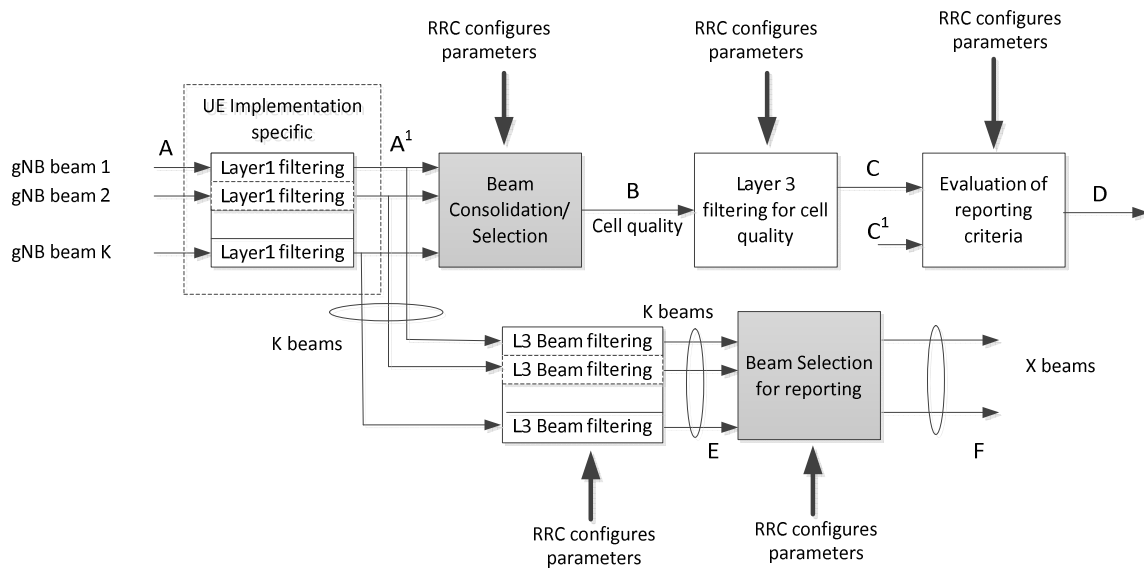 RRC configures
parameters
RRC configures
parameters
RRC configures
parameters
UE Implementation
specific
A
A¹
gNB beam 1
Layer1 filtering
gNB beam 2
Layer1 filtering
gNB beam K
Layer1 filtering
Beam
Consolidation/
Selection
B
Cell quality
Layer 3
filtering for cell
quality
C
C¹
Evaluation of
reporting
criteria
D
K beams
L3 Beam filtering
L3 Beam filtering
L3 Beam filtering
K beams
E
Beam Selection
for reporting
X beams
F
RRC configures
parameters
RRC configures
parameters